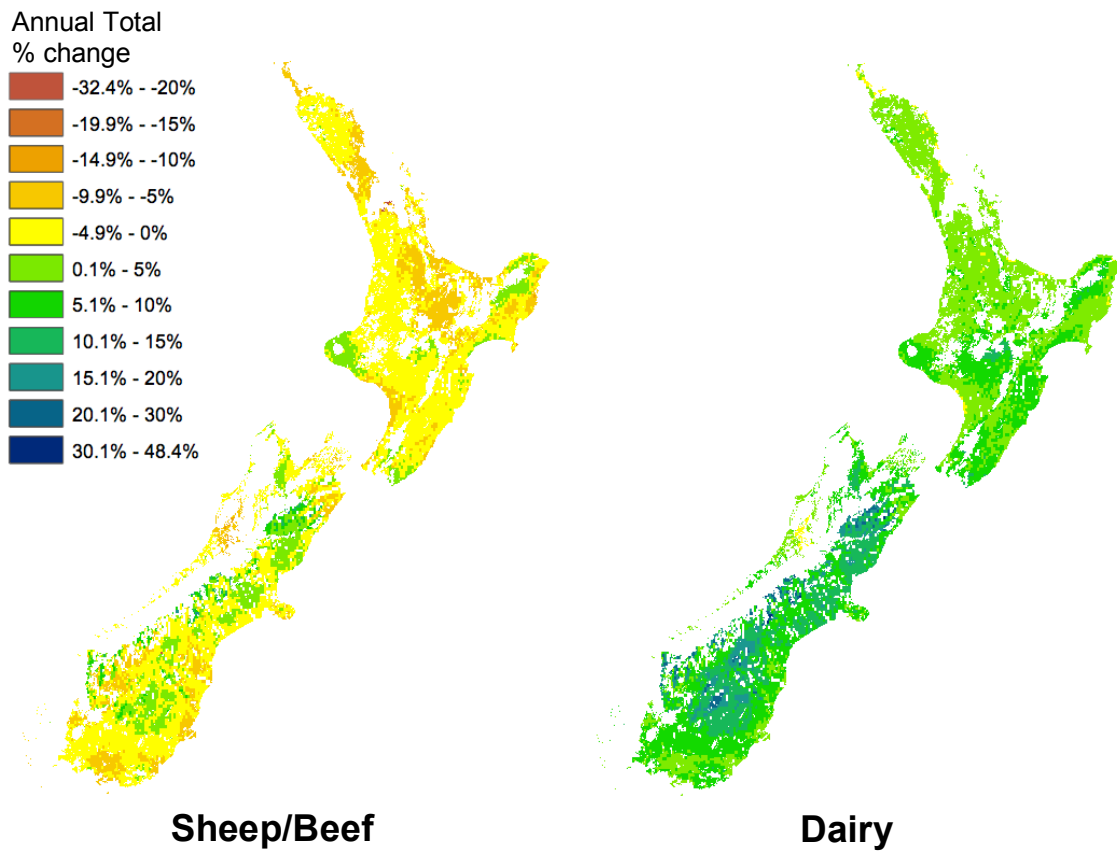 Annual Total
% change
-32.4% - -20%
-19.9% - -15%
-14.9% - -10%
-9.9% - -5%
-4.9% - 0%
0.1% - 5%
5.1% - 10%
10.1% - 15%
15.1% - 20%
20.1% - 30%
30.1% - 48.4%
Sheep/Beef
Dairy